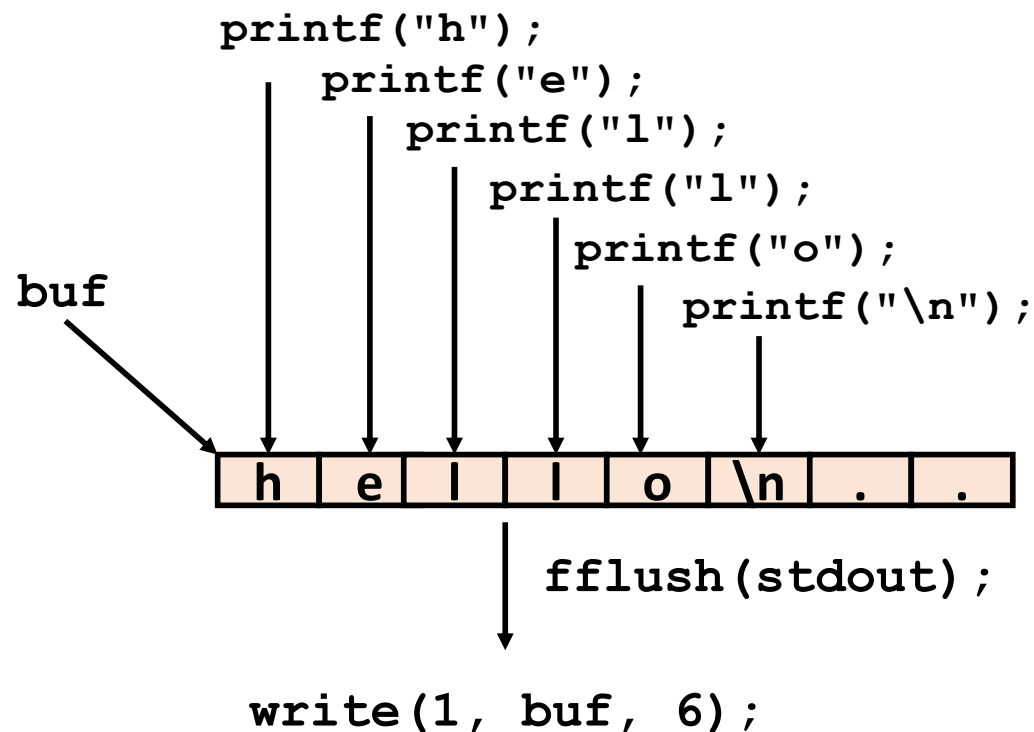 printf("h");
printf("e");
printf("l");
printf("l");
printf("o");
buf
printf("\n");
h e l l o \n . .
fflush(stdout);
write(1, buf, 6);